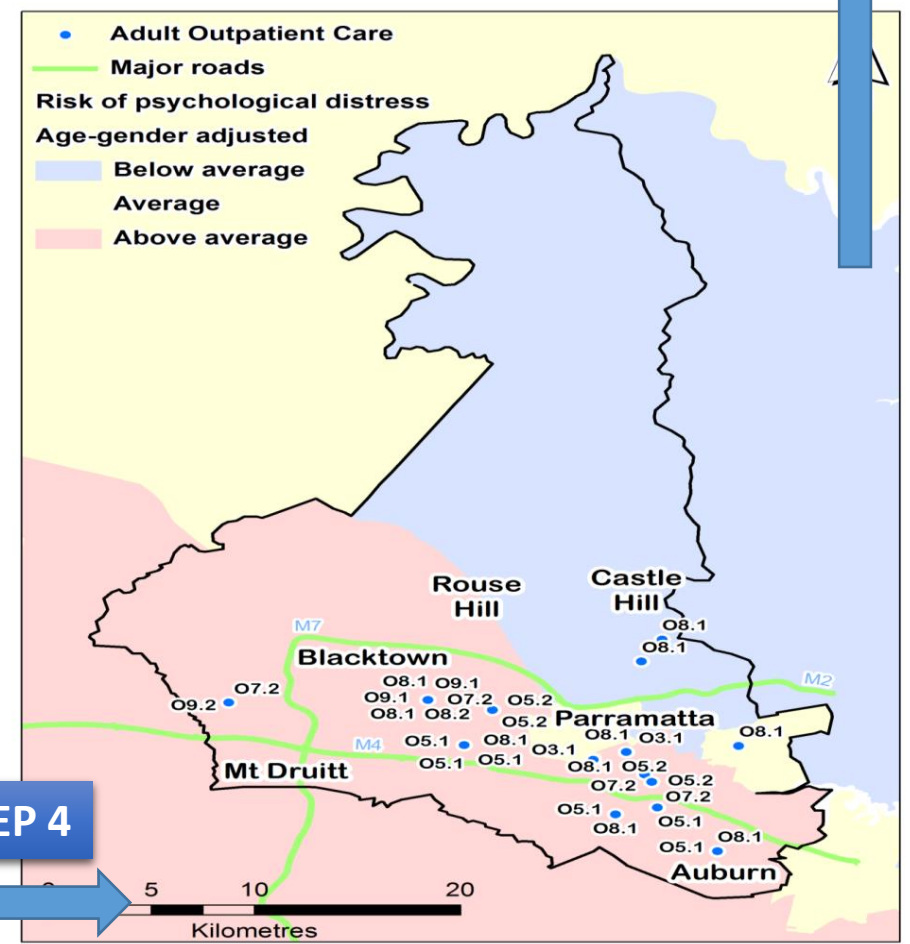 Adult Outpatient Care
Major roads
Risk of psychological distress
Age-gender adjusted
Below average
Average
Above average
Rouse
Hill
Castle
Hill
O8.1
O8.1
M7
Blacktown
M2
O8.1 O9.1
O9.2 O7.2
O9.1 O7.2 O5.2
O8.1 O8.2
O5.2
Parramatta
O8.1 O3.1
O8.1
O5.1 O8.1
O3.1
M4
O5.1 O5.1
O8.1 O5.2
Mt Druitt
O7.2 O5.2
O7.2
O5.1
O5.1
O8.1
O8.1
O5.1
Auburn
EP 4
5 10 20
Kilometres